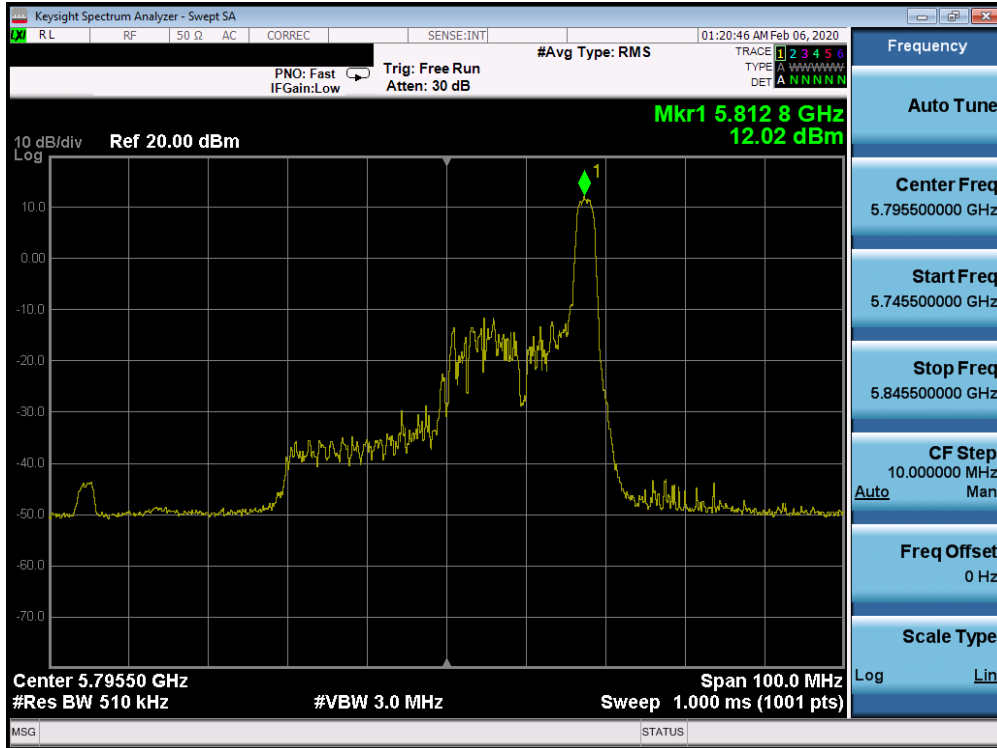 Keysight Spectrum Analyzer - Swept SA
LXI RL RF 50 Ω AC CORREC SENSE:INT 01:20:46 AM Feb 06, 2020
#Avg Type: RMS
TRACE 1 2 3 4 5 6
TYPE A WWWWW
DET A N N N N N
PNO: Fast
IFGain:Low
Trig: Free Run
Atten: 30 dB
Mkr1 5.812 8 GHz
12.02 dBm
10 dB/div Ref 20.00 dBm
Log
1
10.0
0.00
-10.0
-20.0
-30.0
-40.0
-50.0
-60.0
-70.0
Center 5.79550 GHz Span 100.0 MHz
#Res BW 510 kHz #VBW 3.0 MHz Sweep 1.000 ms (1001 pts)
MSG STATUS
Frequency
Auto Tune
Center Freq
5.795500000 GHz
Start Freq
5.745500000 GHz
Stop Freq
5.845500000 GHz
CF Step
10.000000 MHz
Auto Man
Freq Offset
0 Hz
Scale Type
Log Lin